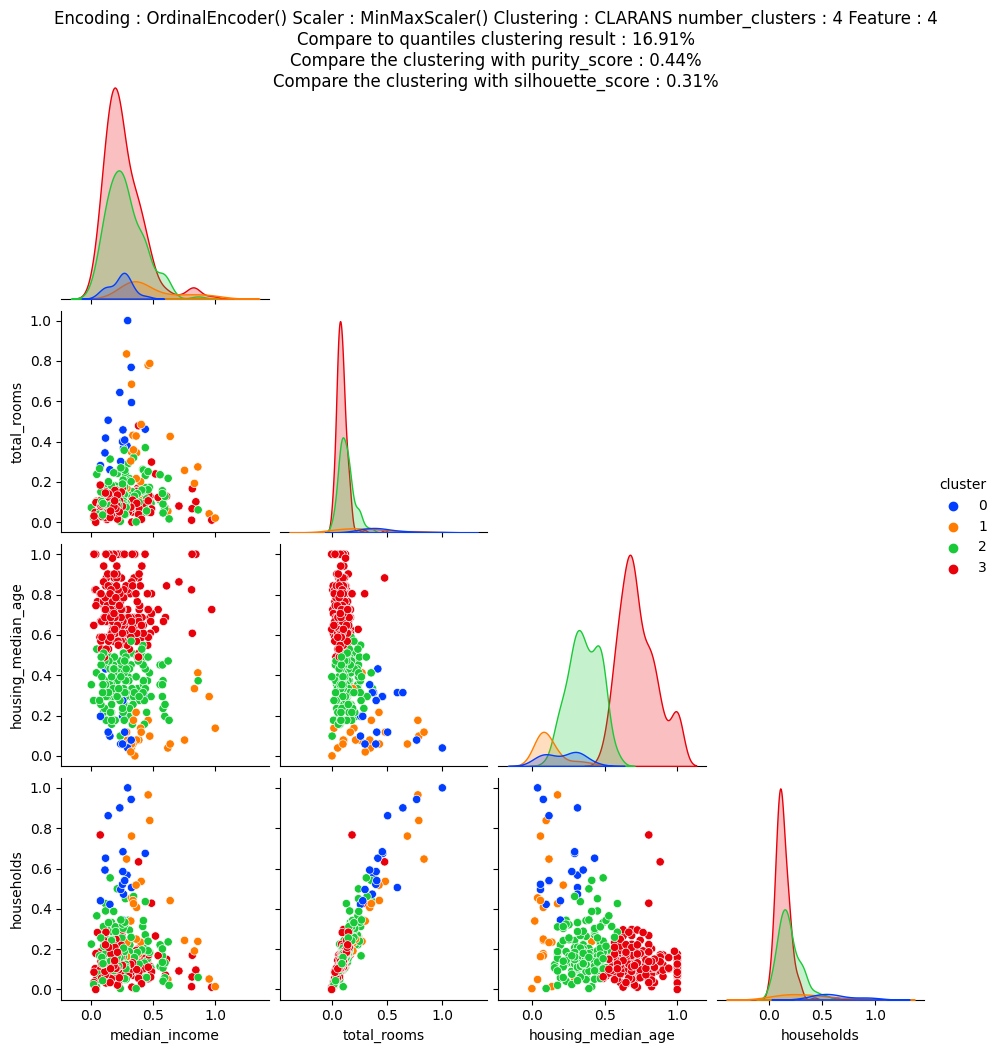 Encoding : OrdinalEncoder() Scaler : MinMaxScaler() Clustering : CLARANS number_clusters : 4 Feature : 4
Compare to quantiles clustering result : 16.91%
Compare the clustering with purity_score : 0.44%
Compare the clustering with silhouette_score : 0.31%
1.0
0.8
0.6
0.4
0.2
0.0
total_rooms
cluster
0
1
2
3
1.0
0.8
0.6
0.4
0.2
0.0
housing_median_age
1.0
0.8
0.6
0.4
0.2
0.0
households
0.0 0.5 1.0
0.0 0.5 1.0
0.0 0.5 1.0
0.0 0.5 1.0
median_income
total_rooms
housing_median_age
households